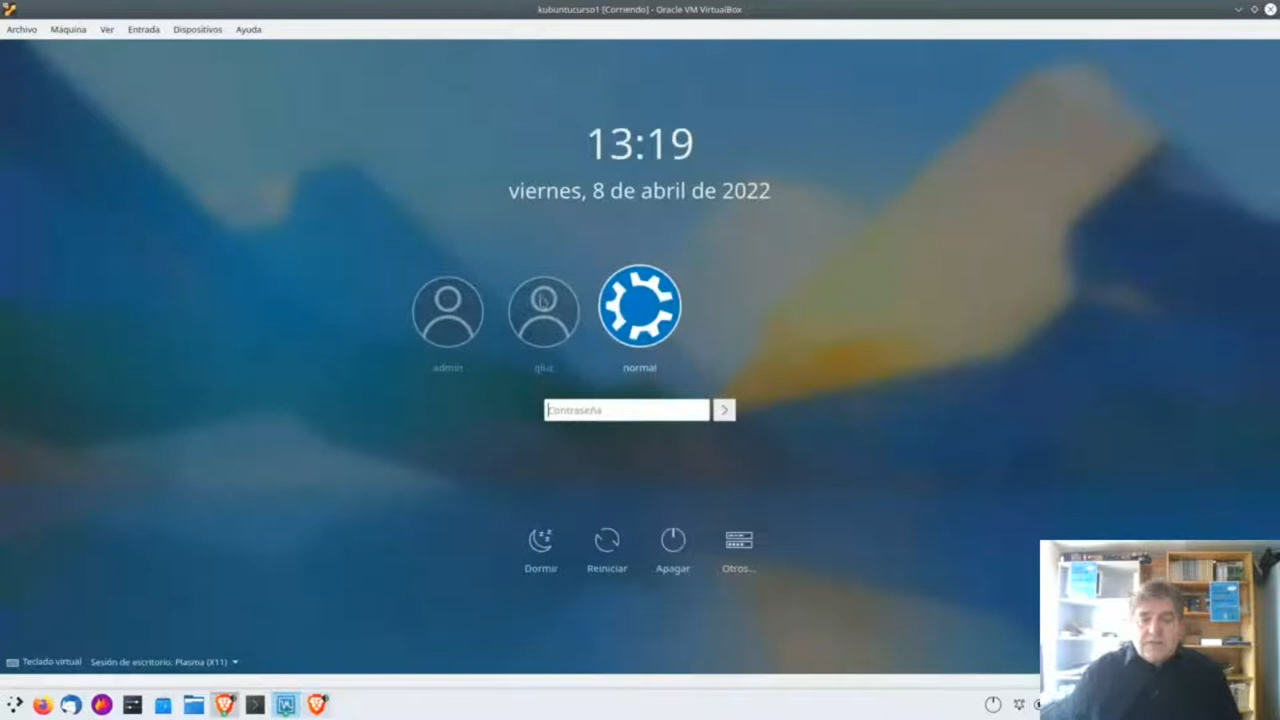 kubuntucurso1 [Corriendo] - Oracle VM VirtualBox
Archivo Máquina Ver Entrada Dispositivos Ayuda
13:19
viernes, 8 de abril de 2022
admin
normal
Contraseña
Dormir Reiniciar Apagar Otros...
Teclado virtual Sesión de escritorio: Plasma (X11)